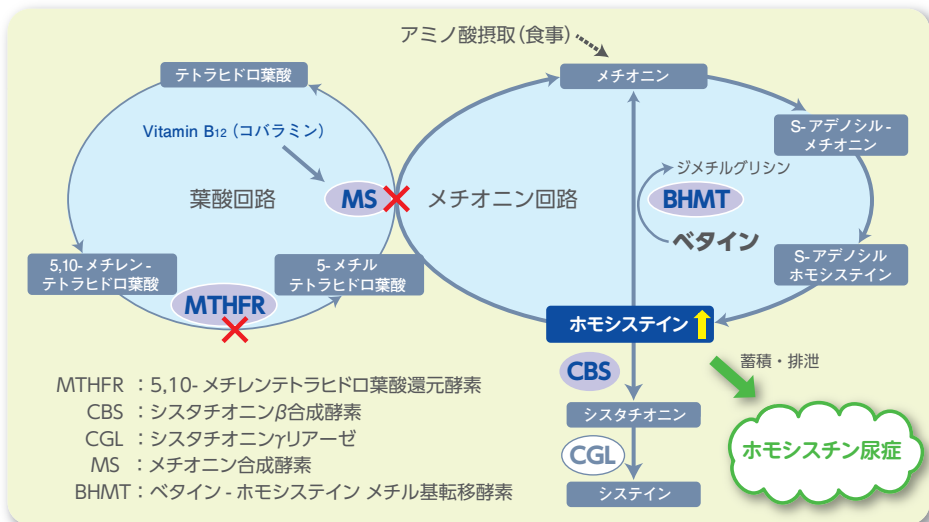 アミノ酸摂取(食事)
テトラヒドロ葉酸
メチオニン
Vitamin B12 (コバラミン)
S-アデノシル-
メチオニン
ジメチルグリシン
葉酸回路
MS
メチオニン回路
BHMT
ベタイン
5,10-メチレン-
テトラヒドロ葉酸
5-メチル
テトラヒドロ葉酸
S-アデノシル
ホモシステイン
MTHFR
ホモシステイン
蓄積・排泄
CBS
MTHFR : 5,10-メチレンテトラヒドロ葉酸還元酵素
CBS : シスタチオニンβ合成酵素
CGL : シスタチオニンγリアーゼ
MS : メチオニン合成酵素
BHMT : ベタイン-ホモシステイン メチル基転移酵素
シスタチオニン
CGL
システイン
ホモシスチン尿症